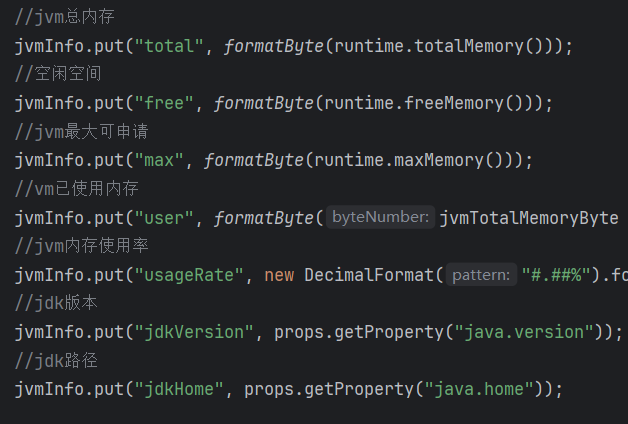 //jvm总内存
jvmInfo.put("total", formatByte(runtime.totalMemory()));
//空闲空间
jvmInfo.put("free", formatByte(runtime.freeMemory()));
//jvm最大可申请
jvmInfo.put("max", formatByte(runtime.maxMemory()));
//vm已使用内存
jvmInfo.put("user", formatByte( byteNumber: jvmTotalMemoryByte
//jvm内存使用率
jvmInfo.put("usageRate", new DecimalFormat( pattern: "#.##%").fo
//jdk版本
jvmInfo.put("jdkVersion", props.getProperty("java.version"));
//jdk路径
jvmInfo.put("jdkHome", props.getProperty("java.home"));